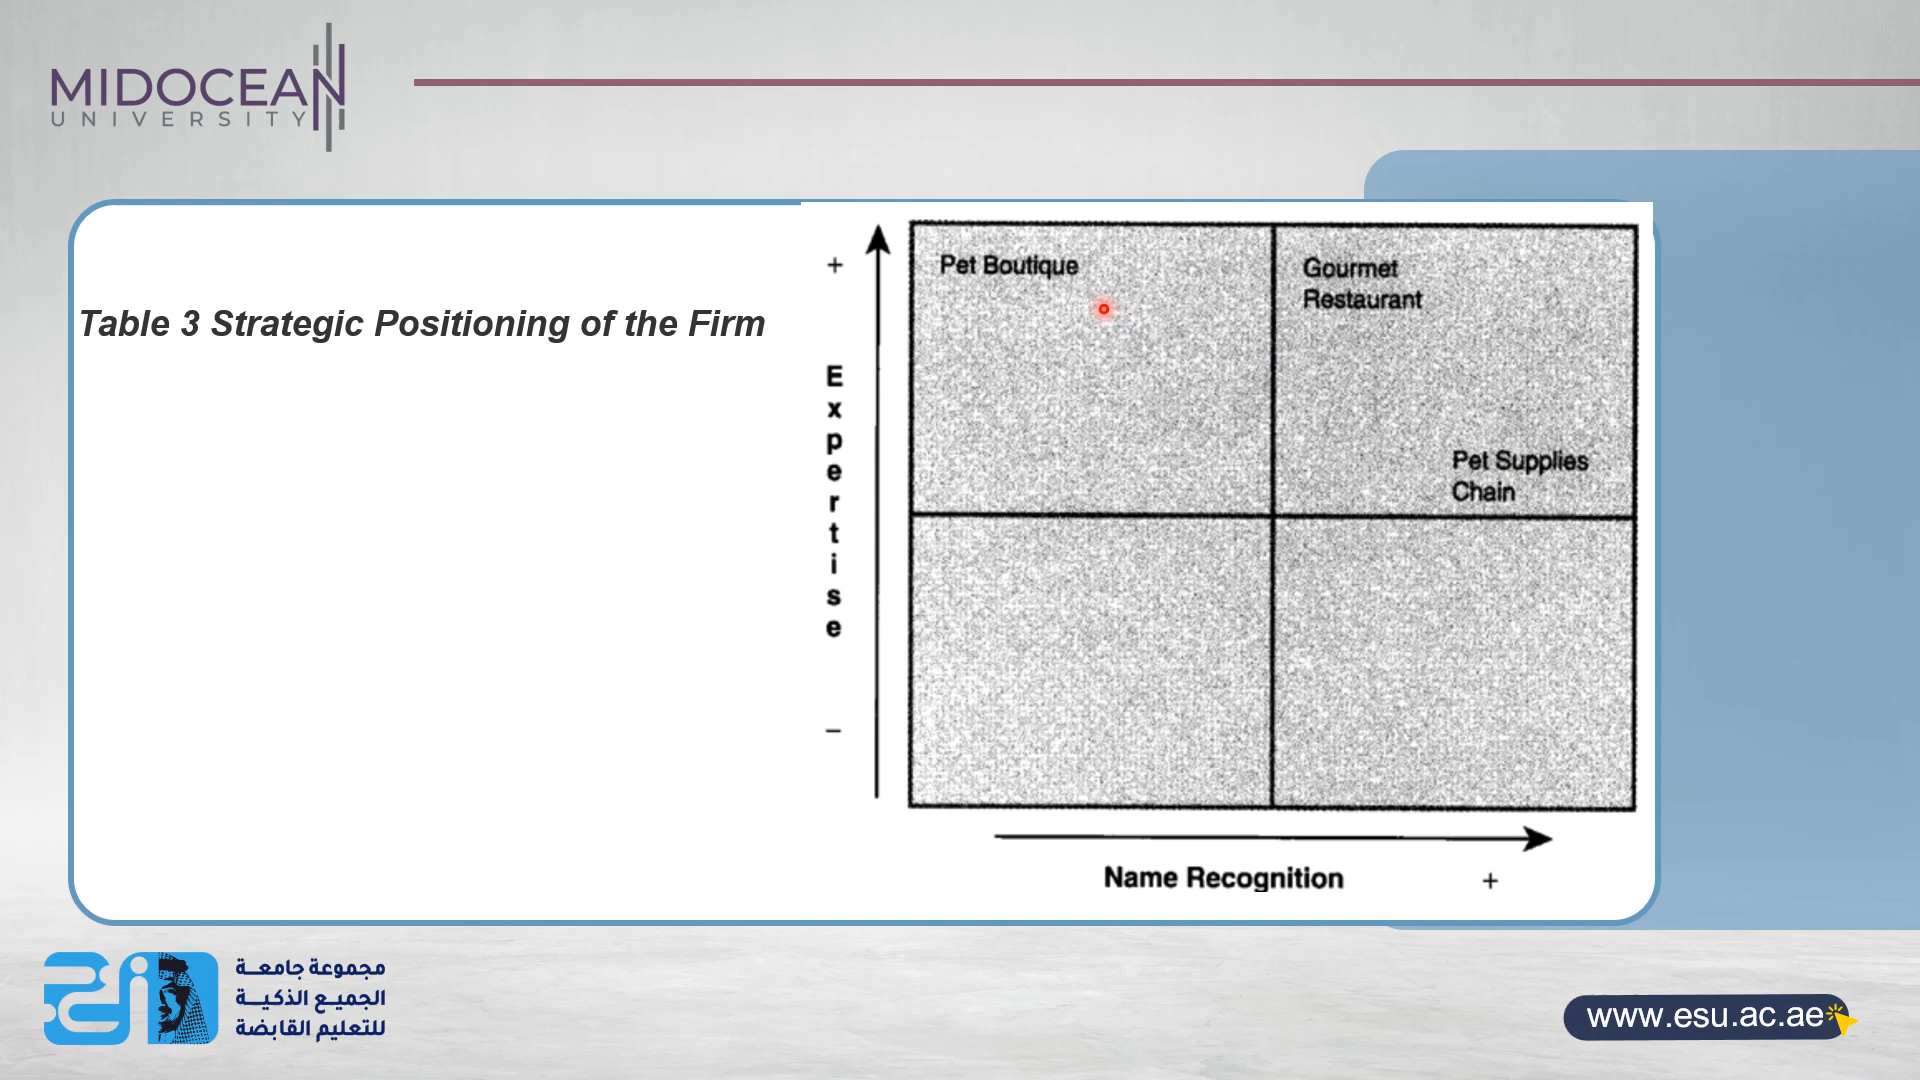 MIDOCEAN
UNIVERSITY
Table 3 Strategic Positioning of the Firm
+
Expertise
–
Pet Boutique
Gourmet
Restaurant
Pet Supplies
Chain
Name Recognition +
مجموعة جامعة
الجميع الذكية
للتعليم القابضة
www.esu.ac.ae